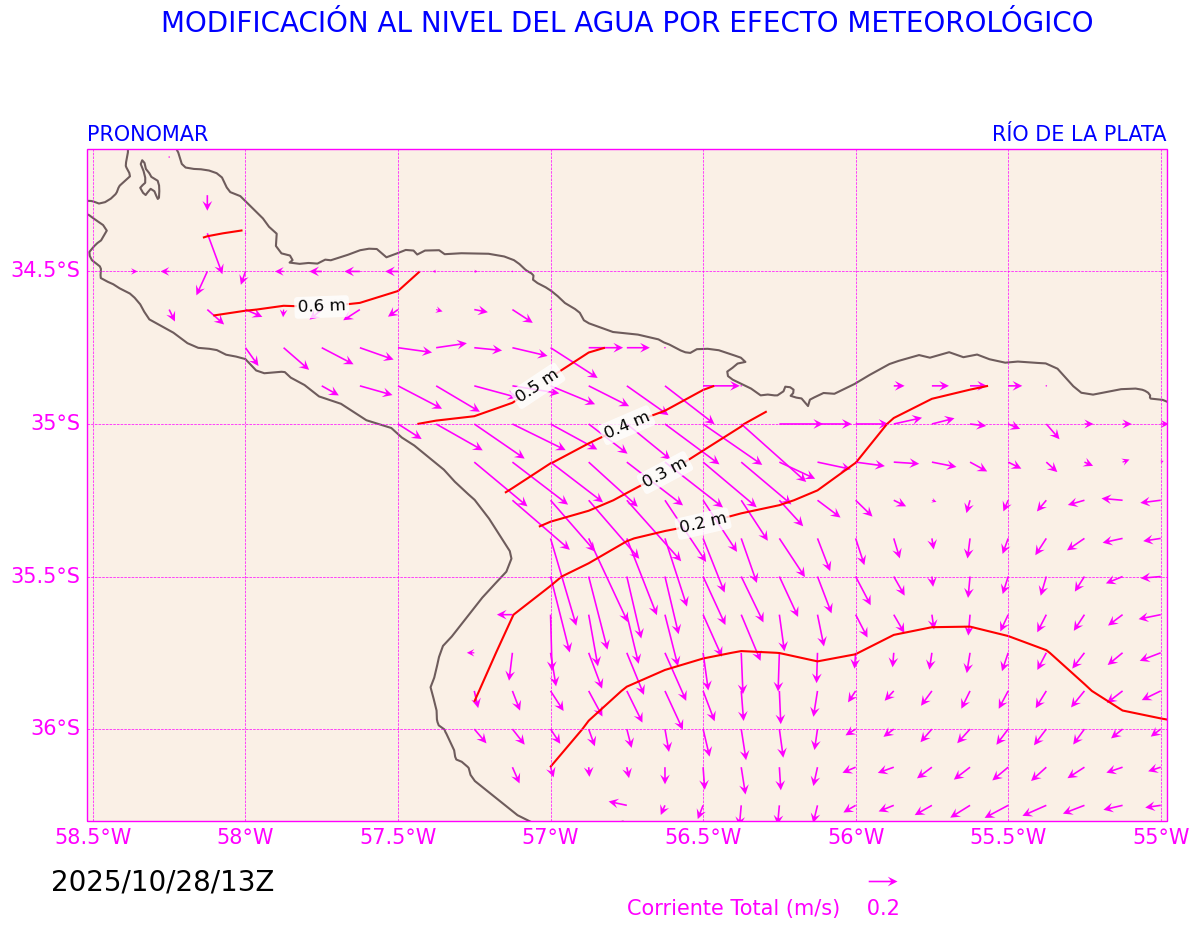 MODIFICACIÓN AL NIVEL DEL AGUA POR EFECTO METEOROLÓGICO
PRONOMAR
RÍO DE LA PLATA
34.5°S
0.6 m
0.5 m
35°S
0.4 m
0.3 m
0.2 m
35.5°S
36°S
58.5°W 58°W 57.5°W 57°W 56.5°W 56°W 55.5°W 55°W
2025/10/28/13Z
Corriente Total (m/s) 0.2